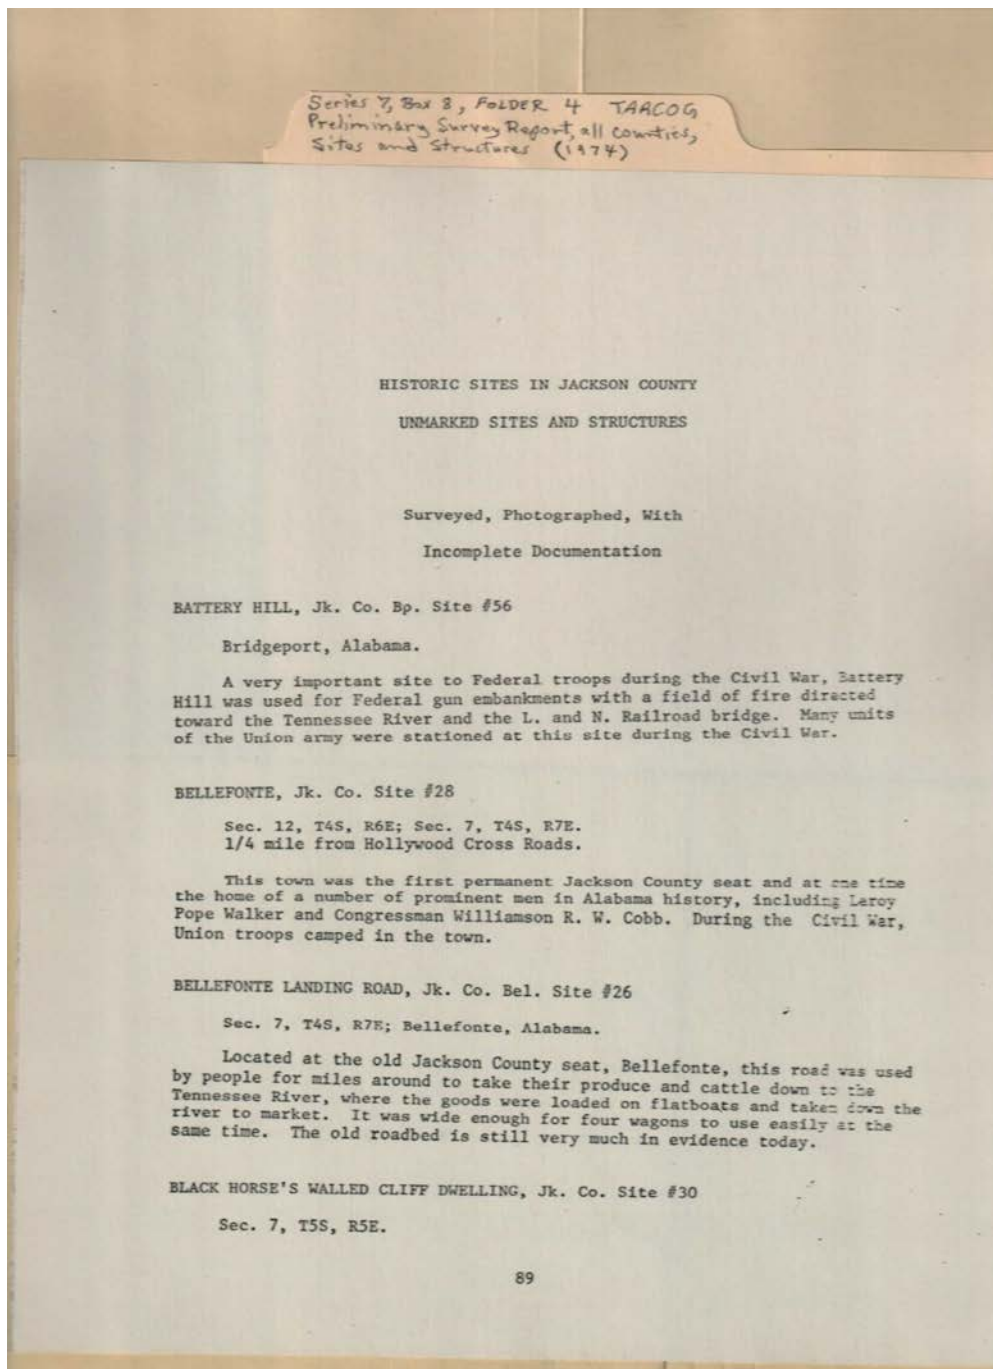 Series 7, Box 8, FOLDER 4 TARCOG
Preliminary Survey Report, all counties,
Sites and Structures (1974)
HISTORIC SITES IN JACKSON COUNTY
UNMARKED SITES AND STRUCTURES
Surveyed, Photographed, With
Incomplete Documentation
BATTERY HILL, Jk. Co. Bp. Site #56
Bridgeport, Alabama.
A very important site to Federal troops during the Civil War, Battery
Hill was used for Federal gun embankments with a field of fire directed
toward the Tennessee River and the L. and N. Railroad bridge. Many units
of the Union army were stationed at this site during the Civil War.
BELLEFONTE, Jk. Co. Site #28
Sec. 12, T4S, R6E; Sec. 7, T4S, R7E.
1/4 mile from Hollywood Cross Roads.
This town was the first permanent Jackson County seat and at one time
the home of a number of prominent men in Alabama history, including Leroy
Pope Walker and Congressman Williamson R. W. Cobb. During the Civil War,
Union troops camped in the town.
BELLEFONTE LANDING ROAD, Jk. Co. Bel. Site #26
Sec. 7, T4S, R7E; Bellefonte, Alabama.
Located at the old Jackson County seat, Bellefonte, this road was used
by people for miles around to take their produce and cattle down to the
Tennessee River, where the goods were loaded on flatboats and taken down the
river to market. It was wide enough for four wagons to use easily at the
same time. The old roadbed is still very much in evidence today.
BLACK HORSE'S WALLED CLIFF DWELLING, Jk. Co. Site #30
Sec. 7, T5S, R5E.
89